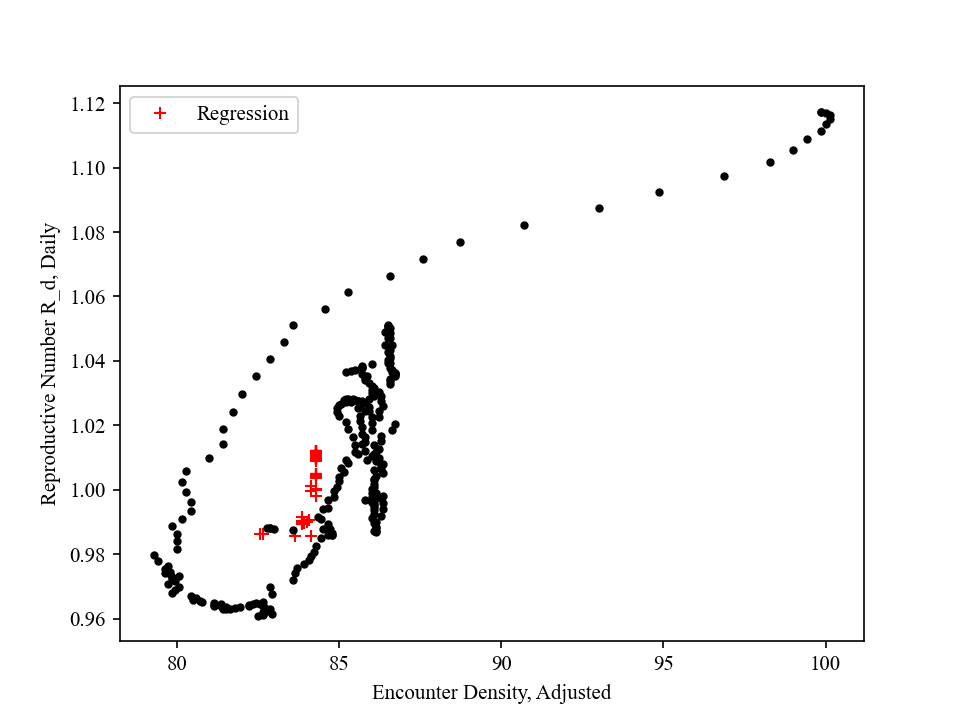 Regression
1.12
1.10
1.08
1.06
1.04
1.02
1.00
0.98
0.96
Reproductive Number R_d, Daily
80 85 90 95 100
Encounter Density, Adjusted